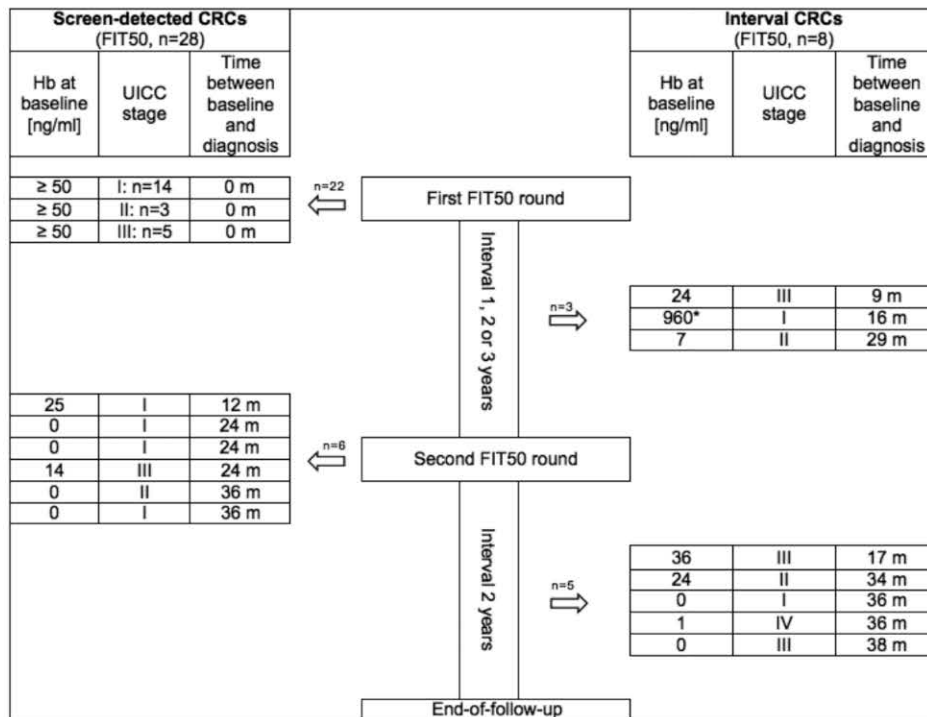 Screen-detected CRCs
(FIT50, n=28)
Hb at
baseline
[ng/ml]
UICC
stage
Time
between
baseline
and
diagnosis
Interval CRCs
(FIT50, n=8)
Hb at
baseline
[ng/ml]
UICC
stage
Time
between
baseline
and
diagnosis
≥ 50 I: n=14 0 m
≥ 50 II: n=3 0 m
≥ 50 III: n=5 0 m
n=22
First FIT50 round
Interval 1, 2 or 3 years
n=3
24 III 9 m
960* I 16 m
7 II 29 m
25 I 12 m
0 I 24 m
0 I 24 m
14 III 24 m
0 II 36 m
0 I 36 m
n=6
Second FIT50 round
Interval 2 years
n=5
36 III 17 m
24 II 34 m
0 I 36 m
1 IV 36 m
0 III 38 m
End-of-follow-up